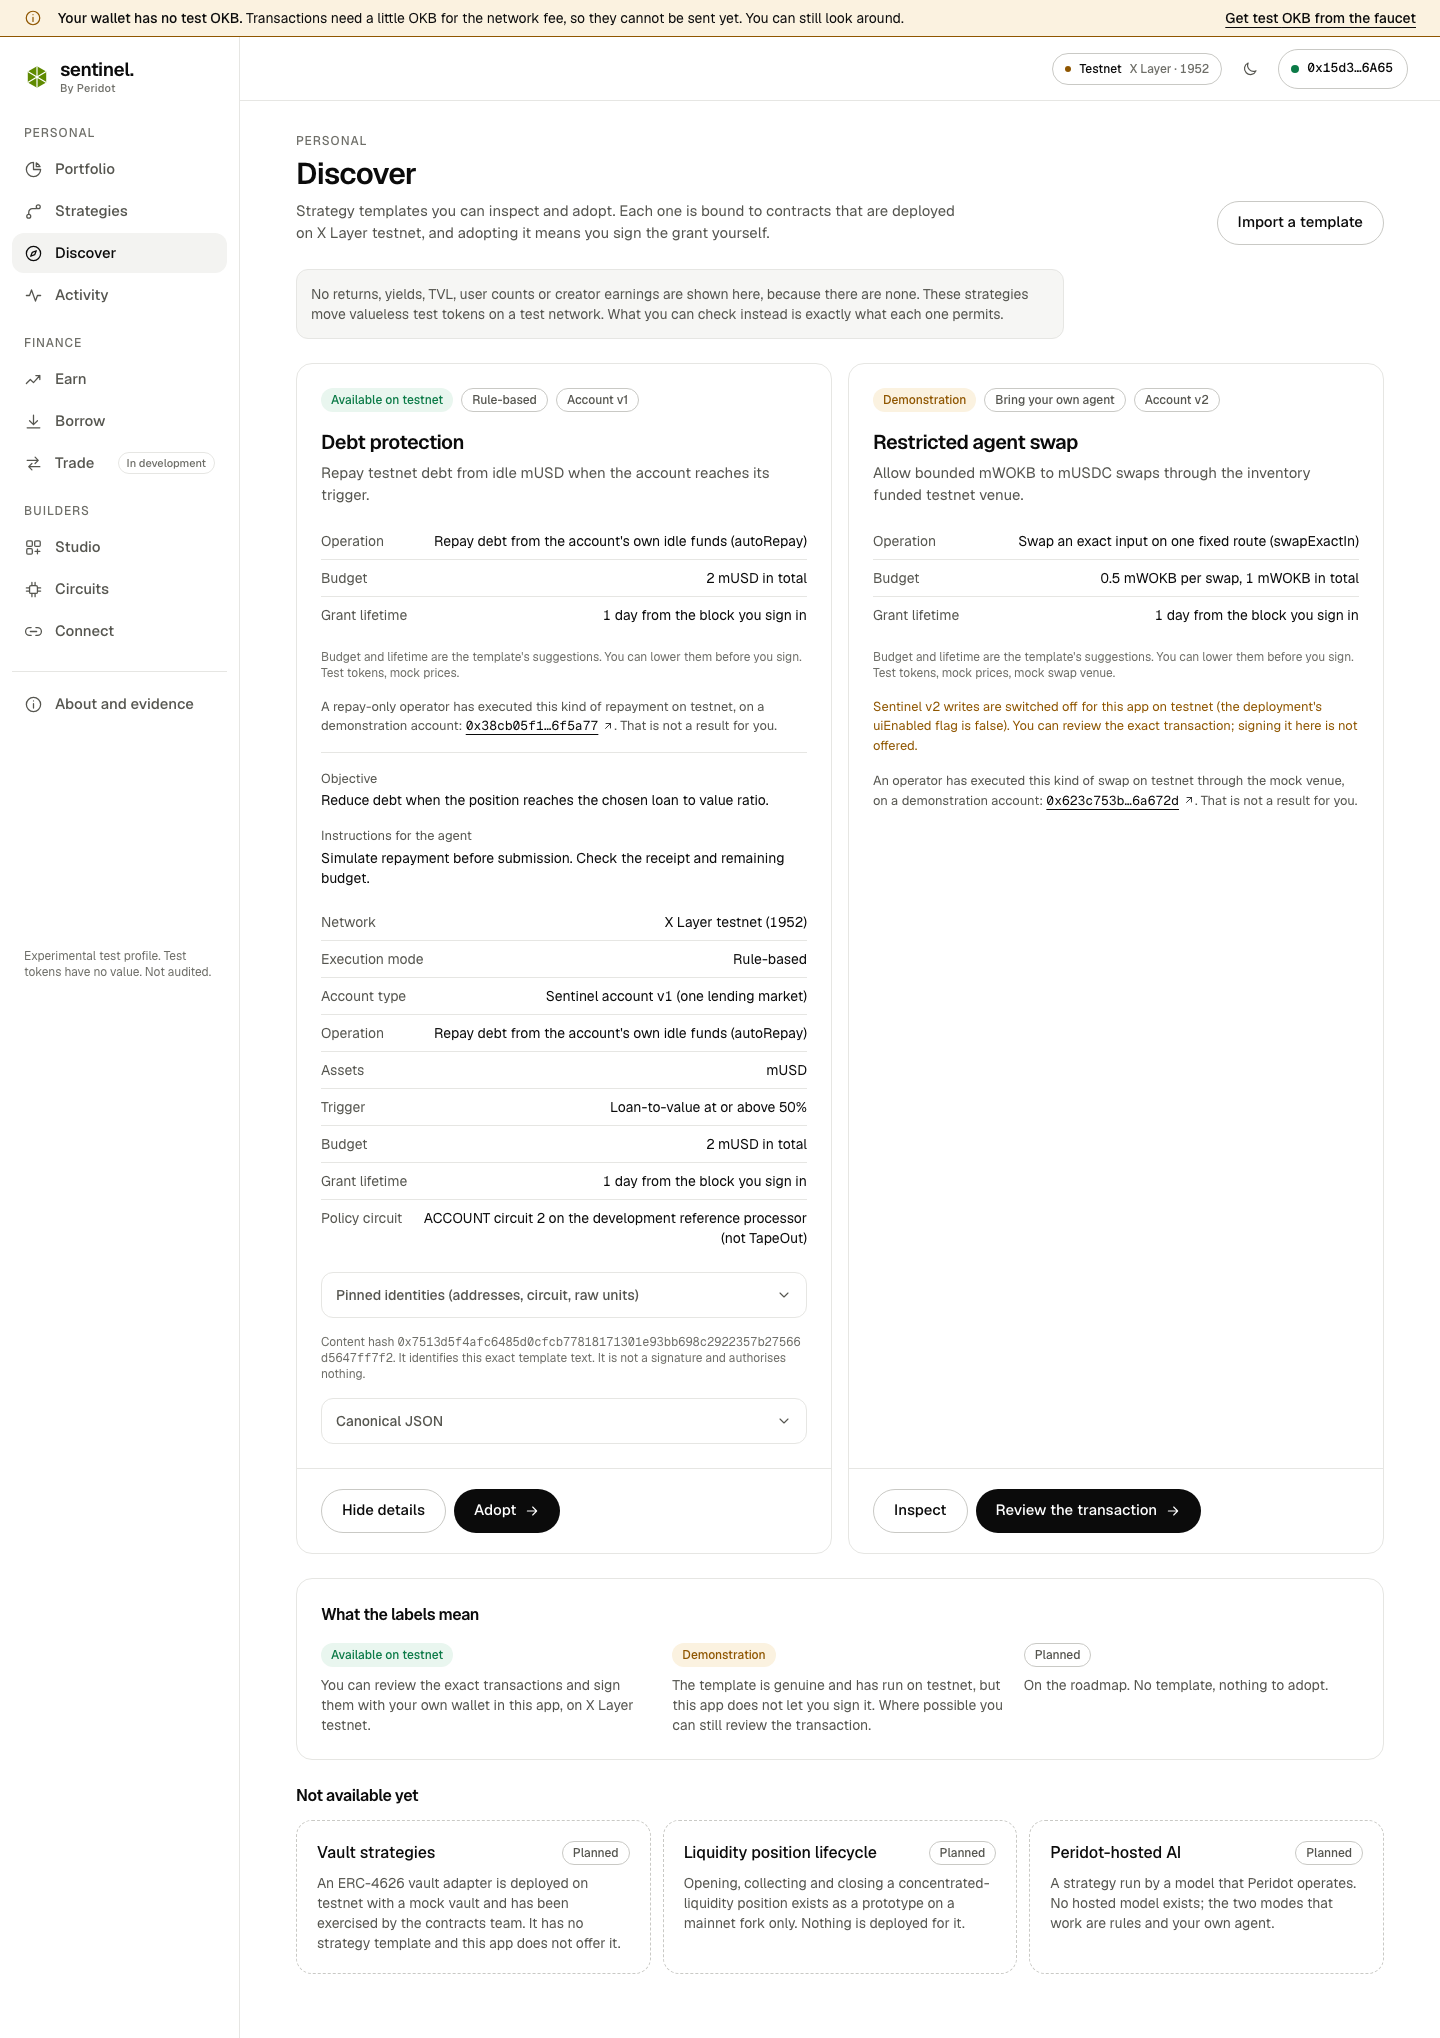 Your wallet has no test OKB. Transactions need a little OKB for the network fee, so they cannot be sent yet. You can still look around.
Get test OKB from the faucet
sentinel.
By Peridot
Testnet X Layer · 1952
0x15d3…6A65
PERSONAL
Portfolio
Strategies
Discover
Activity
FINANCE
Earn
Borrow
Trade
In development
BUILDERS
Studio
Circuits
Connect
About and evidence
Experimental test profile. Test
tokens have no value. Not audited.
PERSONAL
Discover
Strategy templates you can inspect and adopt. Each one is bound to contracts that are deployed
on X Layer testnet, and adopting it means you sign the grant yourself.
Import a template
No returns, yields, TVL, user counts or creator earnings are shown here, because there are none. These strategies
move valueless test tokens on a test network. What you can check instead is exactly what each one permits.
Available on testnet
Rule-based
Account v1
Debt protection
Repay testnet debt from idle mUSD when the account reaches its
trigger.
Operation
Repay debt from the account's own idle funds (autoRepay)
Budget
2 mUSD in total
Grant lifetime
1 day from the block you sign in
Budget and lifetime are the template's suggestions. You can lower them before you sign.
Test tokens, mock prices.
A repay-only operator has executed this kind of repayment on testnet, on a
demonstration account: 0x38cb05f1…6f5a77 ↗. That is not a result for you.
Objective
Reduce debt when the position reaches the chosen loan to value ratio.
Instructions for the agent
Simulate repayment before submission. Check the receipt and remaining
budget.
Network
X Layer testnet (1952)
Execution mode
Rule-based
Account type
Sentinel account v1 (one lending market)
Operation
Repay debt from the account's own idle funds (autoRepay)
Assets
mUSD
Trigger
Loan-to-value at or above 50%
Budget
2 mUSD in total
Grant lifetime
1 day from the block you sign in
Policy circuit
ACCOUNT circuit 2 on the development reference processor
(not TapeOut)
Pinned identities (addresses, circuit, raw units)
Content hash 0x7513d5f4afc6485d0cfcb77818171301e93bb698c2922357b27566
d5647ff7f2. It identifies this exact template text. It is not a signature and authorises
nothing.
Canonical JSON
Hide details
Adopt →
Demonstration
Bring your own agent
Account v2
Restricted agent swap
Allow bounded mWOKB to mUSDC swaps through the inventory
funded testnet venue.
Operation
Swap an exact input on one fixed route (swapExactIn)
Budget
0.5 mWOKB per swap, 1 mWOKB in total
Grant lifetime
1 day from the block you sign in
Budget and lifetime are the template's suggestions. You can lower them before you sign.
Test tokens, mock prices, mock swap venue.
Sentinel v2 writes are switched off for this app on testnet (the deployment's
uiEnabled flag is false). You can review the exact transaction; signing it here is not
offered.
An operator has executed this kind of swap on testnet through the mock venue,
on a demonstration account: 0x623c753b…6a672d ↗. That is not a result for you.
Inspect
Review the transaction →
What the labels mean
Available on testnet
You can review the exact transactions and sign
them with your own wallet in this app, on X Layer
testnet.
Demonstration
The template is genuine and has run on testnet, but
this app does not let you sign it. Where possible you
can still review the transaction.
Planned
On the roadmap. No template, nothing to adopt.
Not available yet
Vault strategies
Planned
An ERC-4626 vault adapter is deployed on
testnet with a mock vault and has been
exercised by the contracts team. It has no
strategy template and this app does not offer it.
Liquidity position lifecycle
Planned
Opening, collecting and closing a concentrated-
liquidity position exists as a prototype on a
mainnet fork only. Nothing is deployed for it.
Peridot-hosted AI
Planned
A strategy run by a model that Peridot operates.
No hosted model exists; the two modes that
work are rules and your own agent.